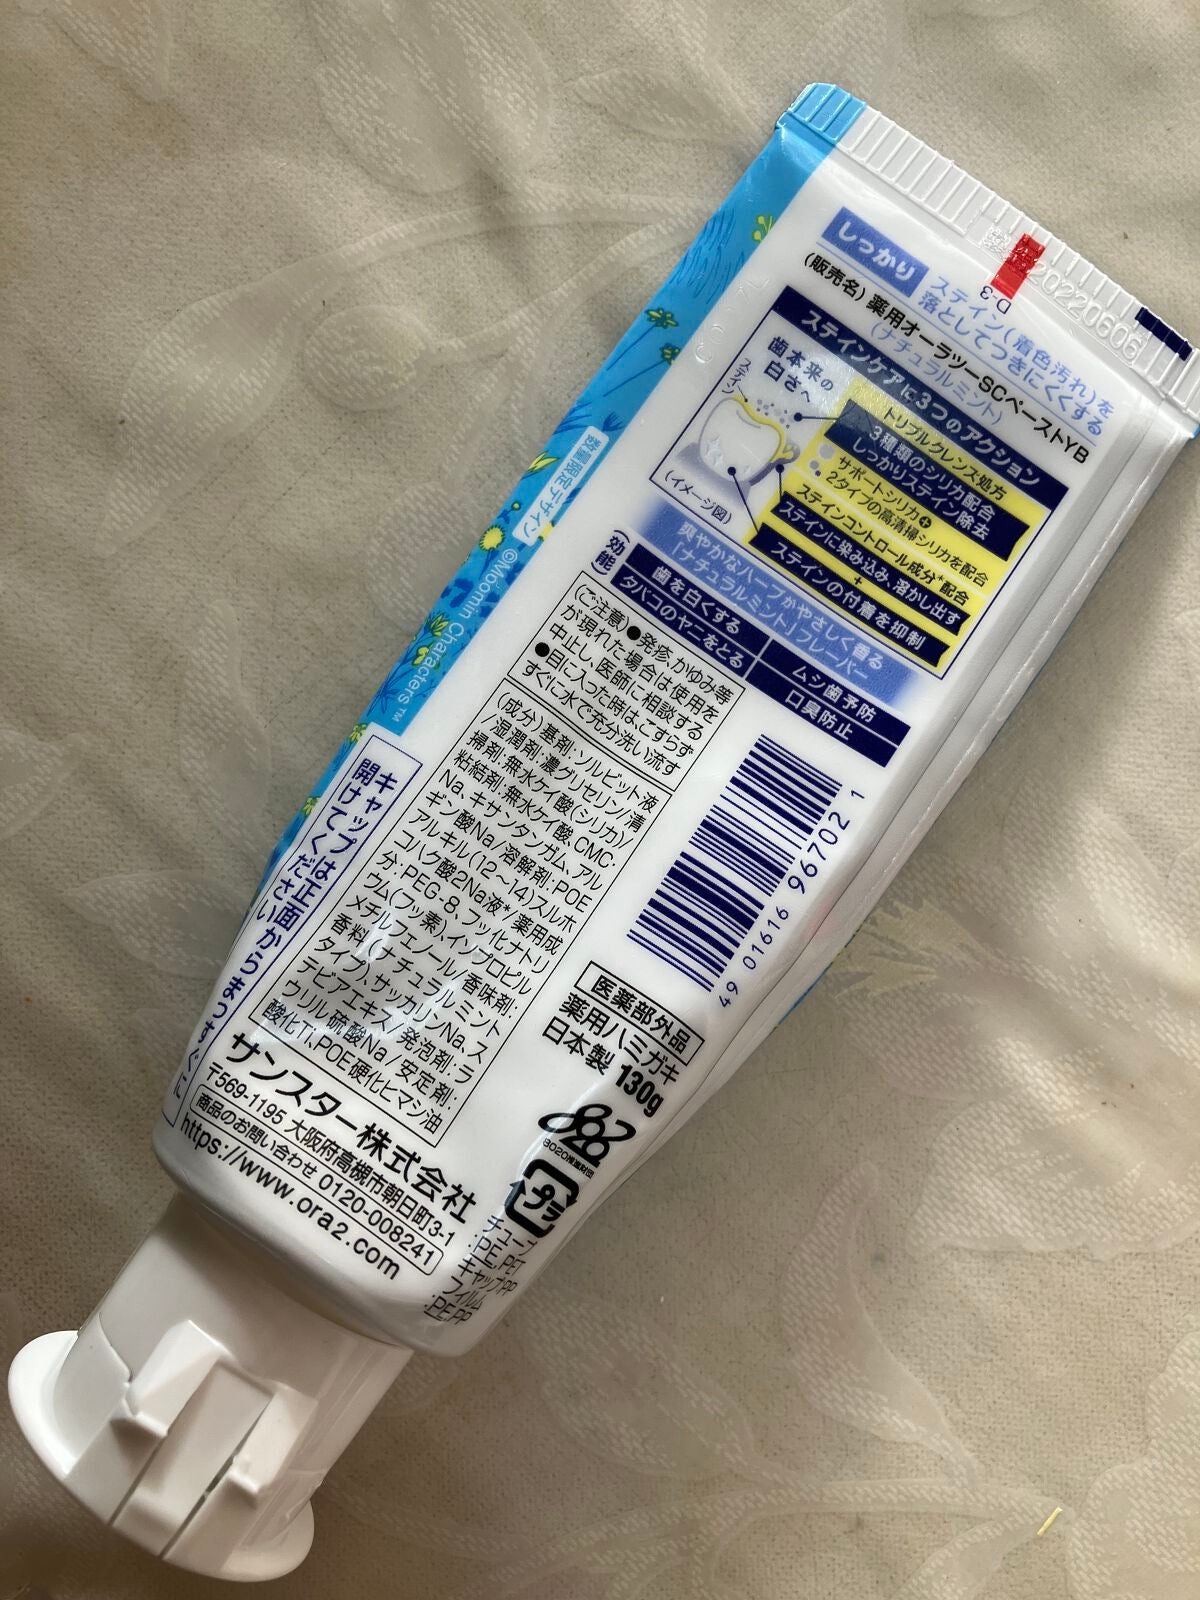 20220606
D-3
しっかり
ステイン(着色汚れ)を
落としてつきにくくする
(販売名)薬用オーラツーSCペーストYB
(ナチュラルミント)
ステインケアに3つのアクション
歯本来の
白さへ
ステイン
(イメージ図)
トリプルクレンズ処方
3種類のシリカ配合
しっかりステイン除去
サポートシリカ+
2タイプの高清掃シリカを配合
ステインコントロール成分*配合
ステインに染み込み、溶かし出す
+
ステインの付着を抑制
爽やかなハーブがやさしく香る
「ナチュラルミント」フレーバー
(効能)
歯を白くする
ムシ歯予防
タバコのヤニをとる
口臭防止
(ご注意)●発疹、かゆみ等
が現れた場合は使用を
中止し、医師に相談する
●目に入った時は、こすらず
すぐに水で充分洗い流す
(成分)基剤:ソルビット液
/湿潤剤:濃グリセリン/清
掃剤:無水ケイ酸(シリカ)/
粘結剤:無水ケイ酸、CMC・
Na、キサンタンガム、アル
ギン酸Na/溶解剤:POE
アルキル(12～14)スルホ
コハク酸2Na液*/薬用成
分:PEG-8、フッ化ナトリ
ウム(フッ素)、イソプロピル
メチルフェノール/香味剤:
香料(ナチュラルミント
タイプ)、サッカリンNa、ス
テビアエキス/発泡剤:ラ
ウリル硫酸Na/安定剤:
酸化Ti、POE硬化ヒマシ油
4901616 967021
医薬部外品
薬用ハミガキ
日本製 130g
8020推進財団
プラ
チューブ
:PE,PET
キャップ:PP
フィルム
:PE,PP
サンスター株式会社
〒569-1195 大阪府高槻市朝日町3-1
商品のお問い合わせ 0120-008241
https://www.ora2.com
キャップは正面からまっすぐに
開けてください
数量限定デザイン
©Moomin Characters™